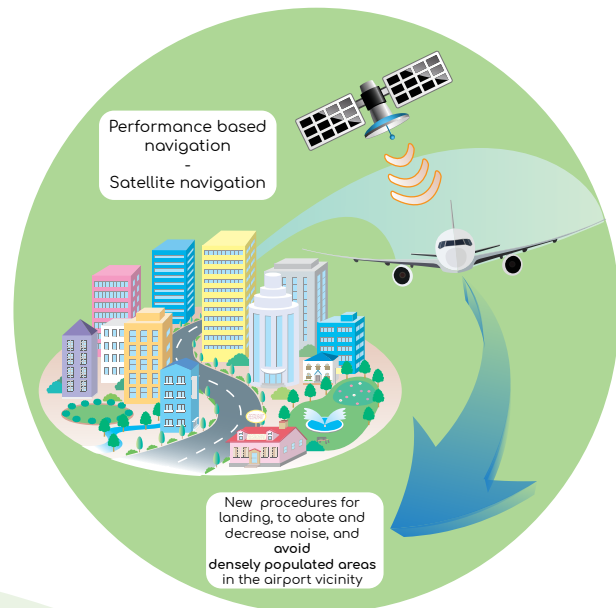 Performance based
navigation
-
Satellite navigation
New procedures for
landing, to abate and
decrease noise, and
avoid
densely populated areas
in the airport vicinity